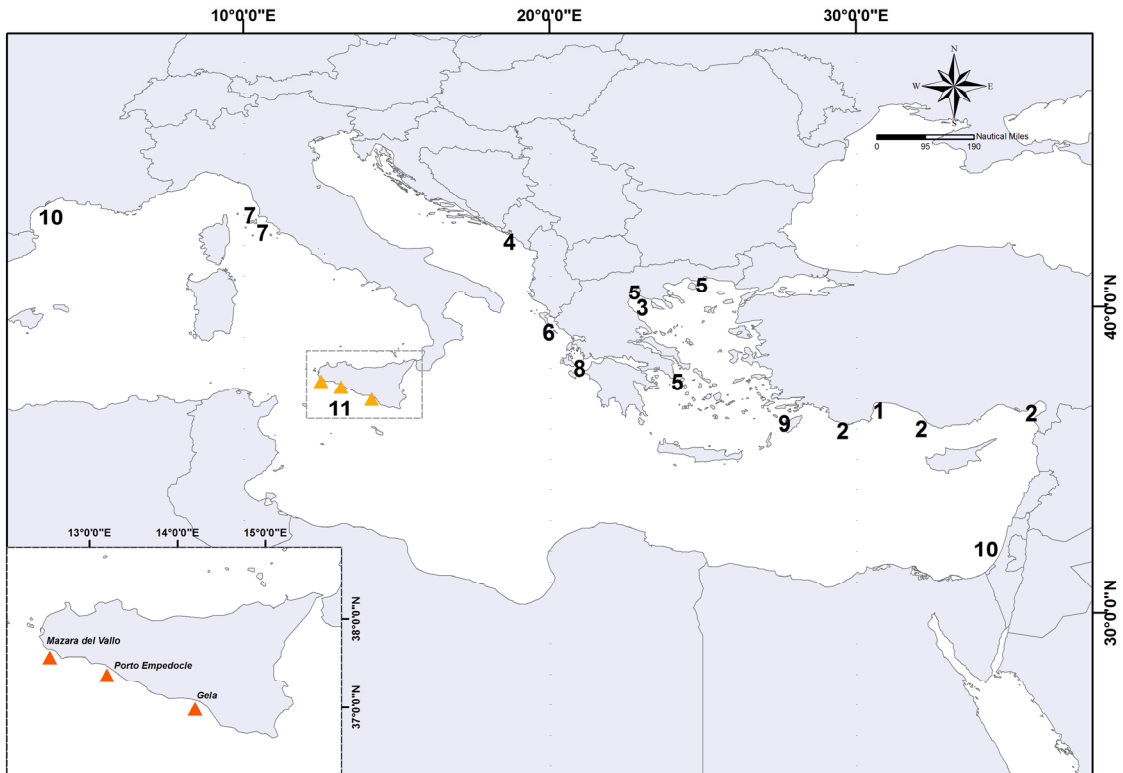 10°0'0"E 20°0'0"E 30°0'0"E
N
W E
S
Nautical Miles
0 95 190
10
7
7
4
5 5
3
6
8
5
40°0'0"N
11
9
2
1
2
2
10
30°0'0"N
13°0'0"E 14°0'0"E 15°0'0"E
38°0'0"N
Mazara del Vallo
Porto Empedocle
Gela
37°0'0"N